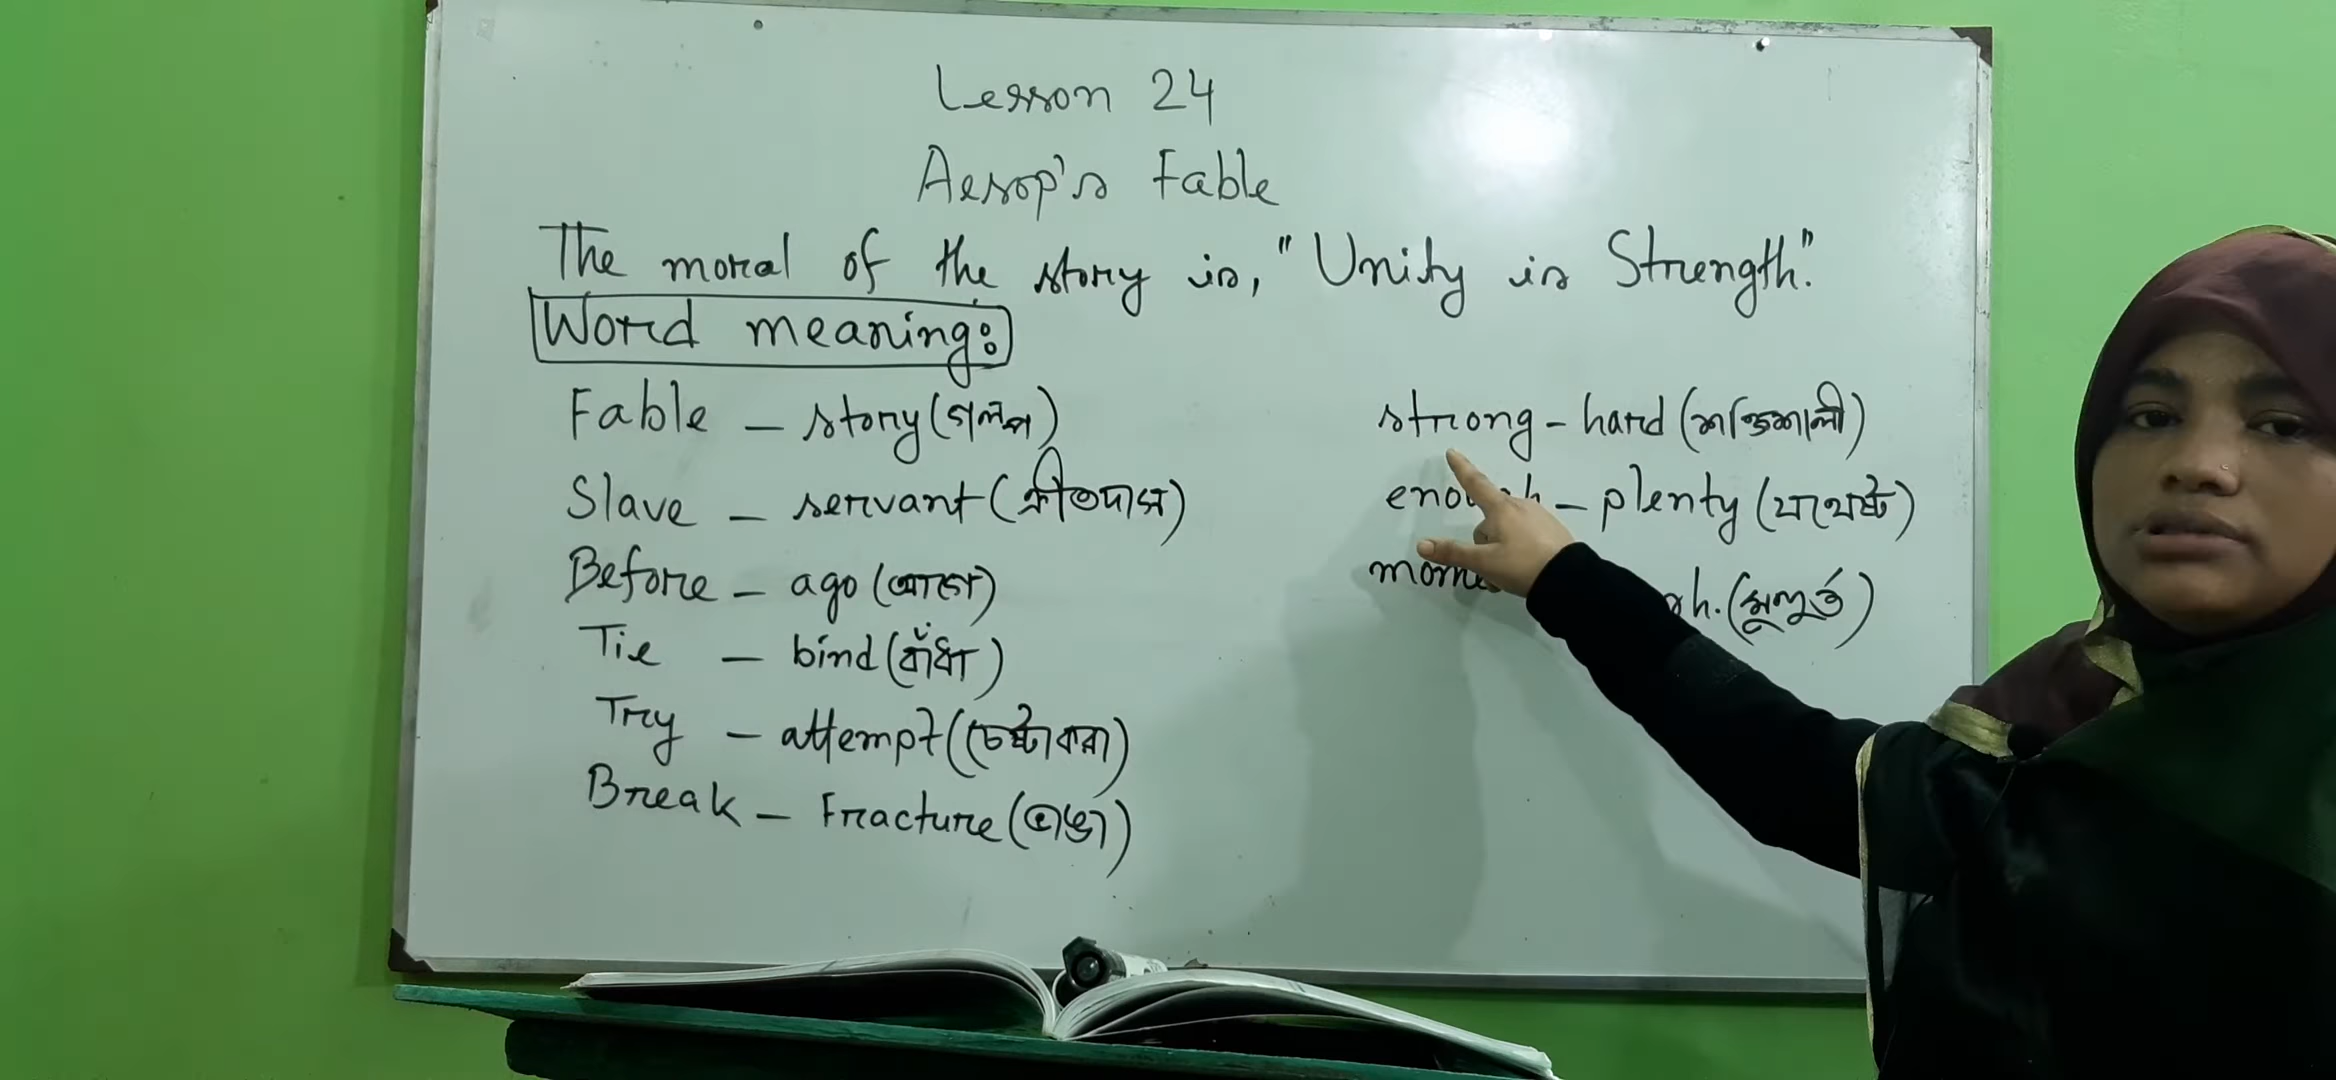 Lesson 24
Aesop's Fable
The moral of the story is, "Unity is Strength."
Word meaning:
Fable – story (গল্প)
Slave – servant (ক্রীতদাস)
Before – ago (আগে)
Tie – bind (বাঁধা)
Try – attempt (চেষ্টা করা)
Break – Fracture (ভাঙা)
strong – hard (শক্তিশালী)
– plenty (যথেষ্ট)
(মুহূর্ত)